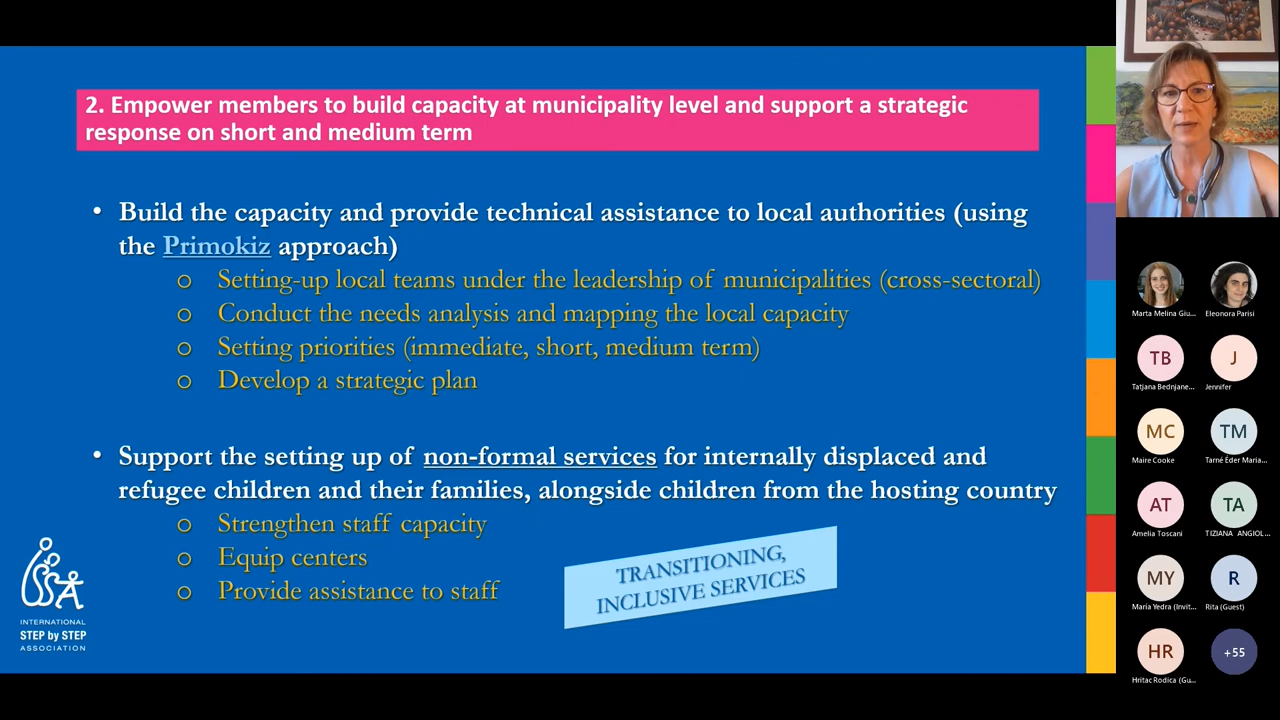 2. Empower members to build capacity at municipality level and support a strategic
response on short and medium term
• Build the capacity and provide technical assistance to local authorities (using
the Primokiz approach)
o Setting-up local teams under the leadership of municipalities (cross-sectoral)
o Conduct the needs analysis and mapping the local capacity
o Setting priorities (immediate, short, medium term)
o Develop a strategic plan
• Support the setting up of non-formal services for internally displaced and
refugee children and their families, alongside children from the hosting country
o Strengthen staff capacity
o Equip centers
o Provide assistance to staff
TRANSITIONING,
INCLUSIVE SERVICES
ISSA
INTERNATIONAL
STEP by STEP
ASSOCIATION
Marta Melina Giu...
Eleonora Parisi
TB
Tatjana Bednjane...
J
Jennifer
MC
Maire Cooke
TM
Tarné Éder Maria...
AT
Amelia Toscani
TA
TIZIANA ANGIOL...
MY
María Yedra (Invit...
R
Rita (Guest)
HR
Hritac Rodica (Gu...
+55